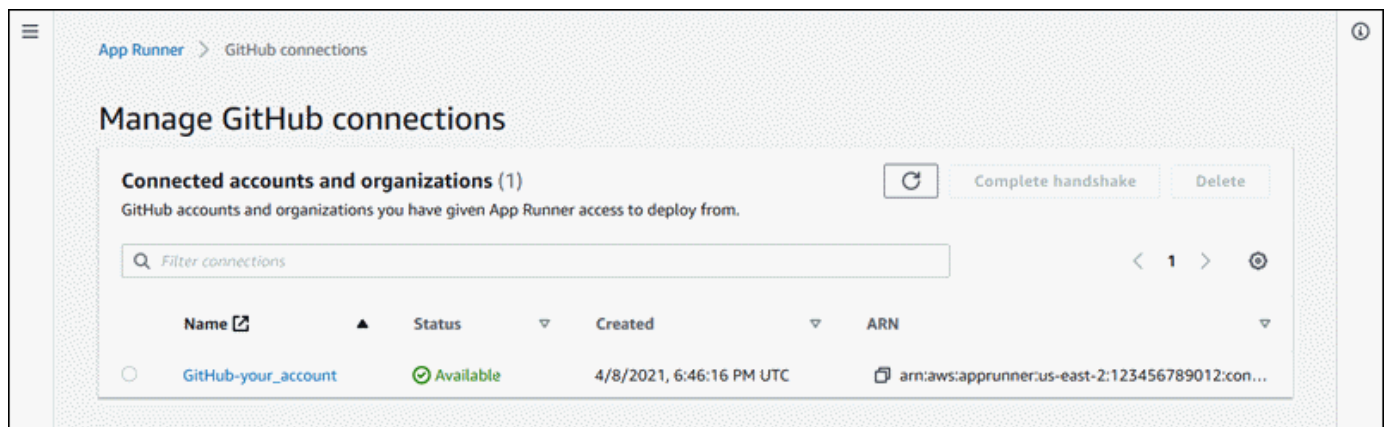 App Runner > GitHub connections
Manage GitHub connections
Connected accounts and organizations (1)
Complete handshake
Delete
GitHub accounts and organizations you have given App Runner access to deploy from.
Filter connections
< 1 >
Name Status Created ARN
GitHub-your_account Available 4/8/2021, 6:46:16 PM UTC arn:aws:apprunner:us-east-2:123456789012:con...